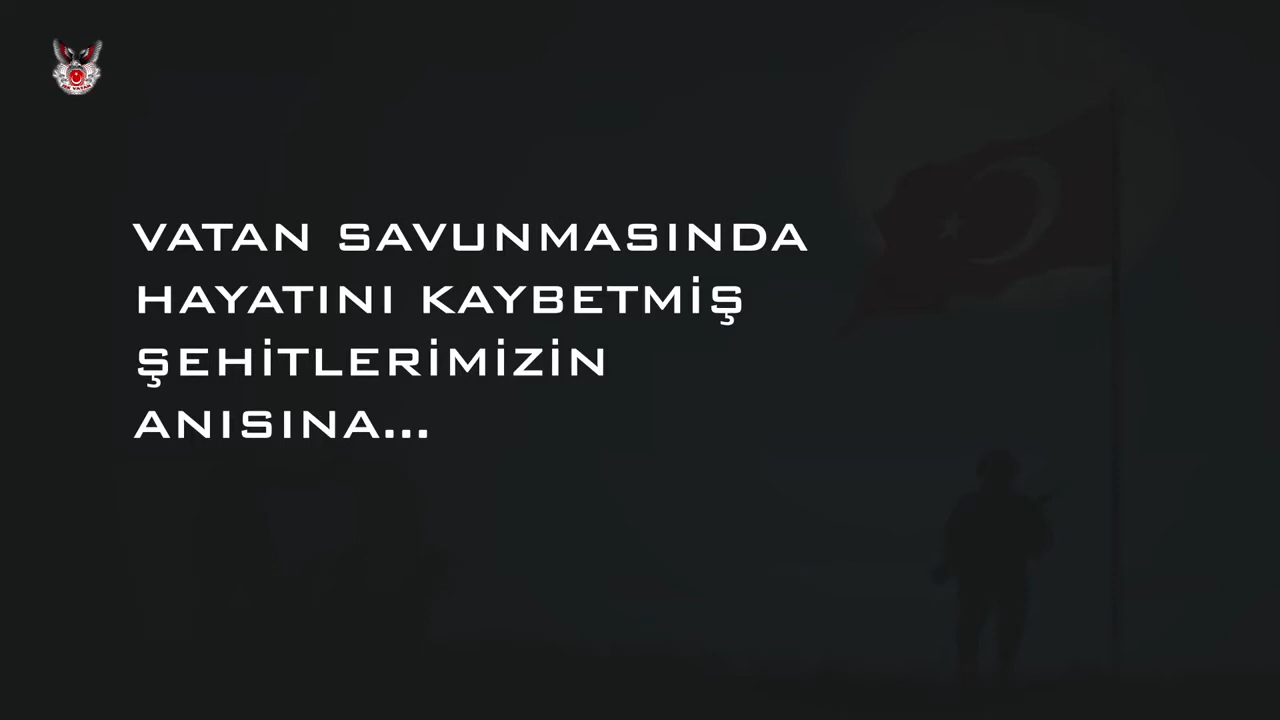 VATAN SAVUNMASINDA
HAYATINI KAYBETMİŞ
ŞEHİTLERİMİZİN
ANISINA...